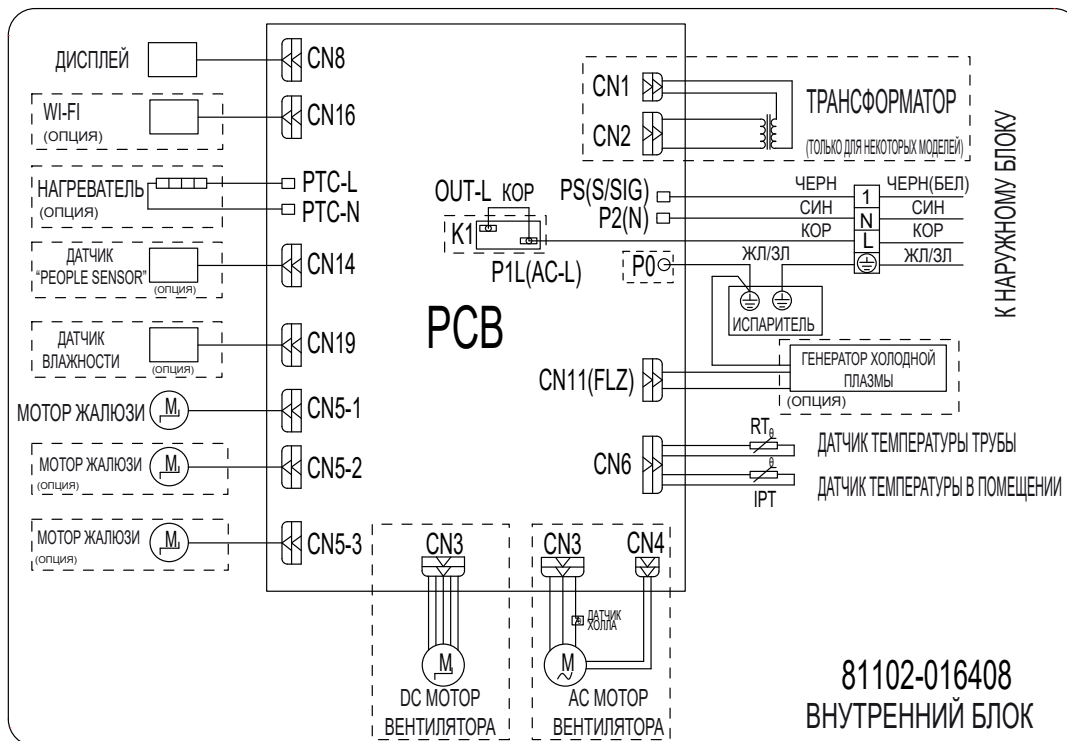 ДИСПЛЕЙ
CN8
WI-FI
(ОПЦИЯ)
CN16
НАГРЕВАТЕЛЬ
(ОПЦИЯ)
PTC-L
PTC-N
ДАТЧИК
“PEOPLE SENSOR”
(ОПЦИЯ)
CN14
ДАТЧИК
ВЛАЖНОСТИ
(ОПЦИЯ)
CN19
МОТОР ЖАЛЮЗИ
M
CN5-1
МОТОР ЖАЛЮЗИ
(ОПЦИЯ)
M
CN5-2
МОТОР ЖАЛЮЗИ
(ОПЦИЯ)
M
CN5-3
PCB
OUT-L КОР
K1
P1L(AC-L)
CN1
CN2
ТРАНСФОРМАТОР
(ТОЛЬКО ДЛЯ НЕКОТОРЫХ МОДЕЛЕЙ)
PS(S/SIG)
P2(N)
P0
ЧЕРН 1 ЧЕРН(БЕЛ)
СИН N СИН
КОР L КОР
ЖЛ/ЗЛ ЖЛ/ЗЛ
К НАРУЖНОМУ БЛОКУ
ИСПАРИТЕЛЬ
CN11(FLZ)
ГЕНЕРАТОР ХОЛОДНОЙ
ПЛАЗМЫ
(ОПЦИЯ)
CN6
RT
θ
ДАТЧИК ТЕМПЕРАТУРЫ ТРУБЫ
θ
IPT
ДАТЧИК ТЕМПЕРАТУРЫ В ПОМЕЩЕНИИ
CN3
M
DC МОТОР
ВЕНТИЛЯТОРА
CN3
CN4
ДАТЧИК
ХОЛЛА
M
AC МОТОР
ВЕНТИЛЯТОРА
81102-016408
ВНУТРЕННИЙ БЛОК